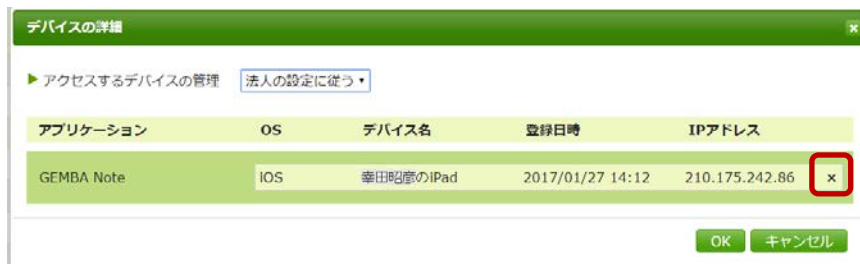 デバイスの詳細 x
▶ アクセスするデバイスの管理 法人の設定に従う▼
アプリケーション OS デバイス名 登録日時 IPアドレス
GEMBA Note iOS 幸田昭彦のiPad 2017/01/27 14:12 210.175.242.86 ×
OK キャンセル